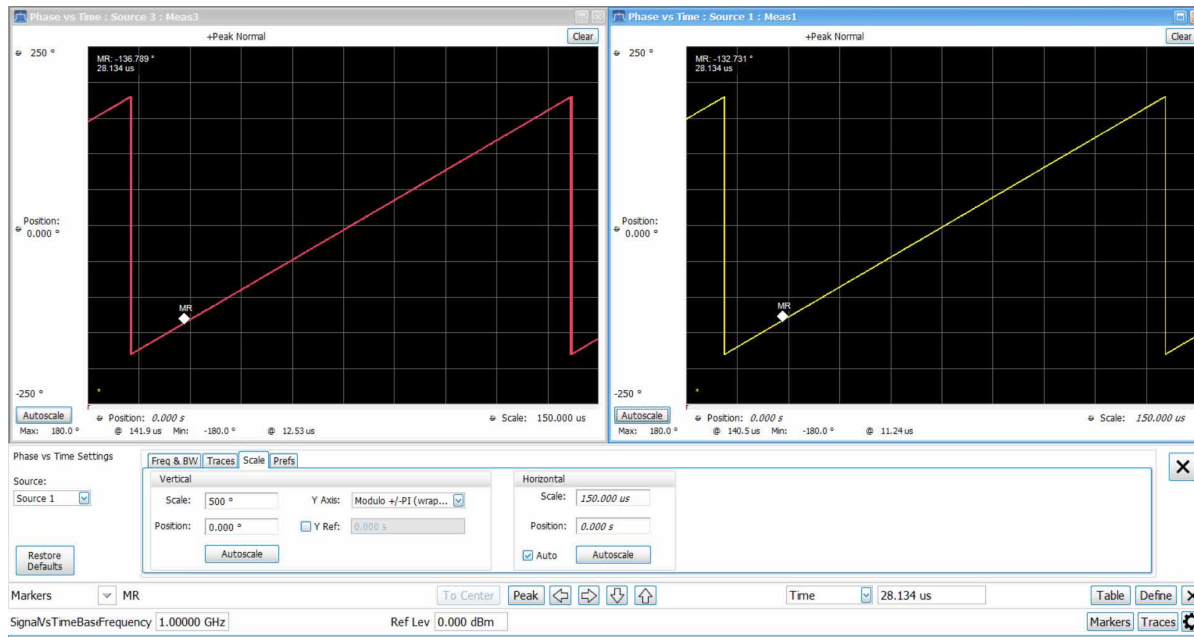 Phase vs Time : Source 3 : Meas3
+Peak Normal
Clear
250 °
MR: -136.789 °
28.134 us
Position:
0.000 °
MR
-250 °
Autoscale
Position: 0.000 s
Scale: 150.000 us
Max: 180.0 ° @ 141.9 us Min: -180.0 ° @ 12.53 us
Phase vs Time : Source 1 : Meas1
+Peak Normal
Clear
250 °
MR: -132.731 °
28.134 us
Position:
0.000 °
MR
-250 °
Autoscale
Position: 0.000 s
Scale: 150.000 us
Max: 180.0 ° @ 140.5 us Min: -180.0 ° @ 11.24 us
Phase vs Time Settings
Freq & BW Traces Scale Prefs
Source:
Source 1
Restore
Defaults
Vertical
Scale: 500 ° Y Axis: Modulo +/-PI (wrap...
Position: 0.000 ° Y Ref: 0.000 s
Autoscale
Horizontal
Scale: 150.000 us
Position: 0.000 s
Auto Autoscale
X
Markers MR To Center Peak Time 28.134 us Table Define X
SignalVsTimeBaseFrequency 1.00000 GHz Ref Lev 0.000 dBm Markers Traces